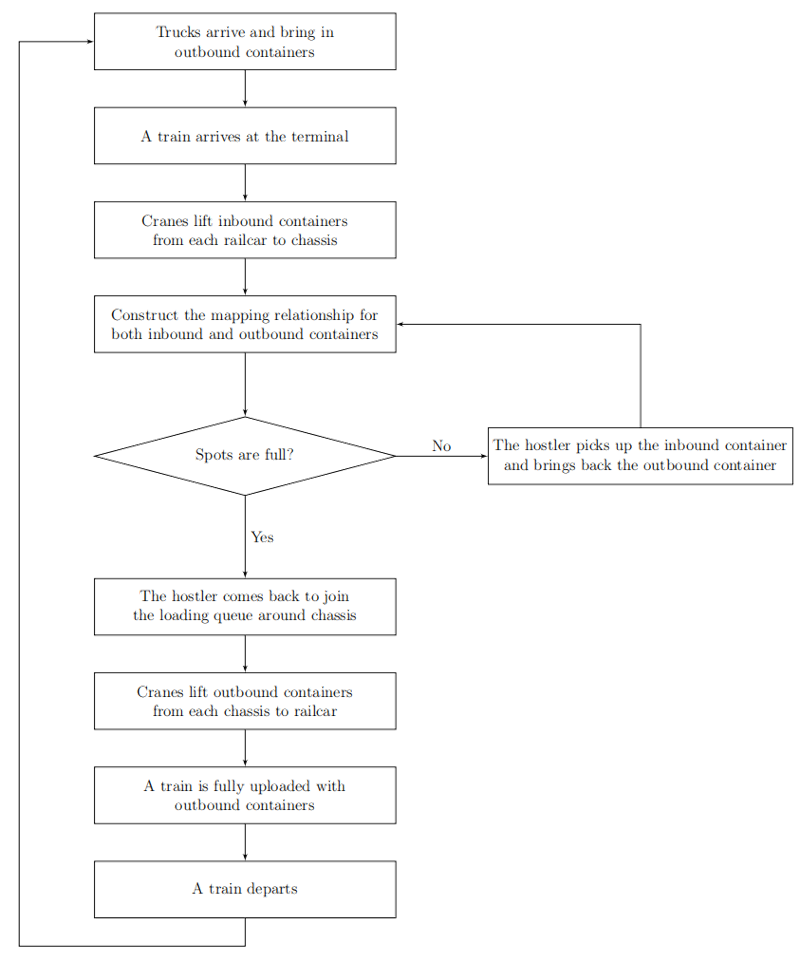 Trucks arrive and bring in
outbound containers
A train arrives at the terminal
Cranes lift inbound containers
from each railcar to chassis
Construct the mapping relationship for
both inbound and outbound containers
Spots are full?
No
The hostler picks up the inbound container
and brings back the outbound container
Yes
The hostler comes back to join
the loading queue around chassis
Cranes lift outbound containers
from each chassis to railcar
A train is fully uploaded with
outbound containers
A train departs